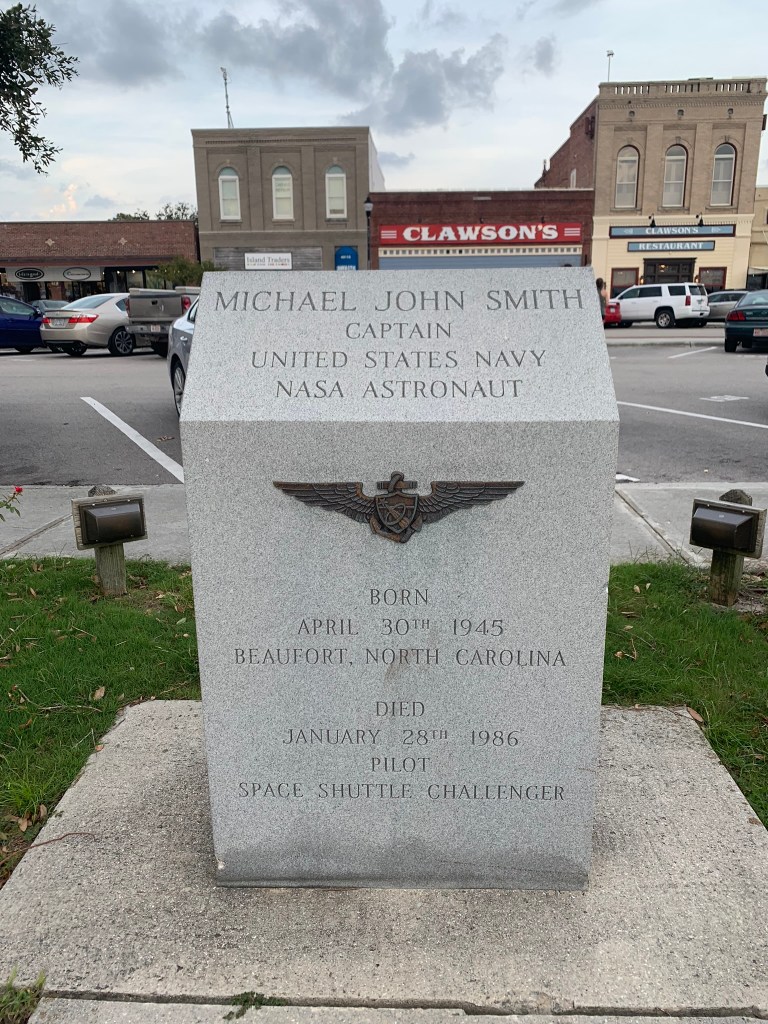 Island Traders
CLAWSON'S
CLAWSON'S
RESTAURANT
MICHAEL JOHN SMITH
CAPTAIN
UNITED STATES NAVY
NASA ASTRONAUT
BORN
APRIL 30TH 1945
BEAUFORT, NORTH CAROLINA
DIED
JANUARY 28TH 1986
PILOT
SPACE SHUTTLE CHALLENGER